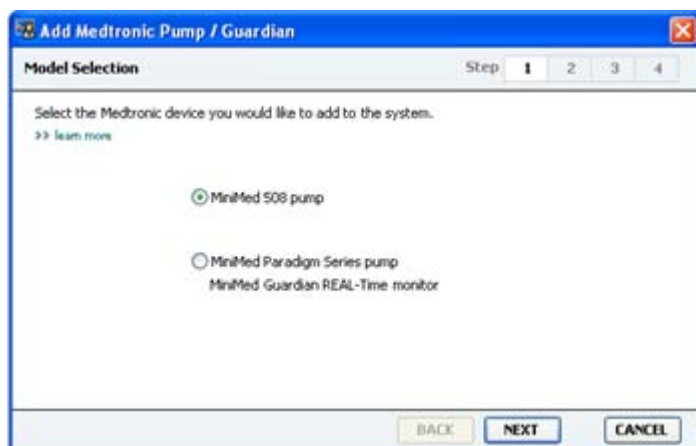 Add Medtronic Pump / Guardian
Model Selection Step 1 2 3 4
Select the Medtronic device you would like to add to the system.
>> learn more
MiniMed 508 pump
MiniMed Paradigm Series pump
MiniMed Guardian REAL-Time monitor
BACK NEXT CANCEL